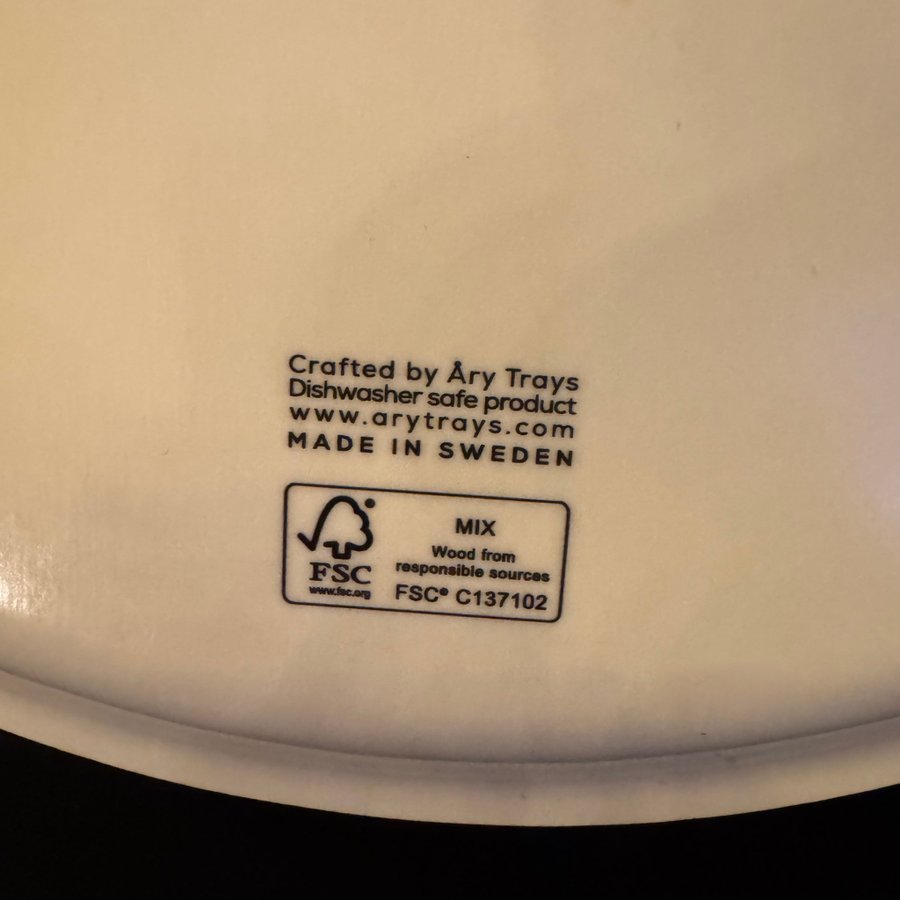 Crafted by Åry Trays
Dishwasher safe product
www.arytrays.com
MADE IN SWEDEN
FSC
www.fsc.org
MIX
Wood from
responsible sources
FSC® C137102